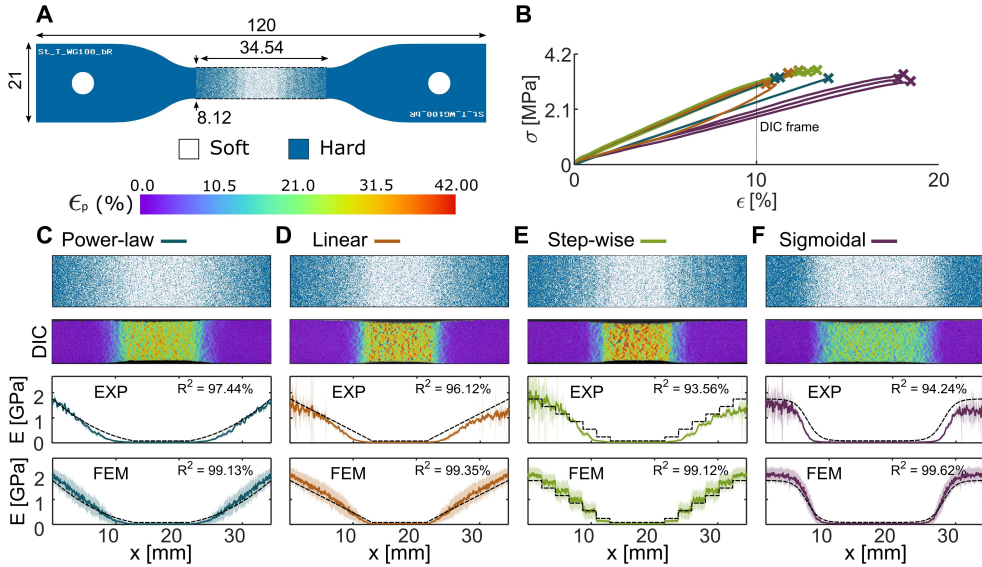 A
120
34.54
St_T_WG100_bR
21
8.12
St_T_WG100_bR
Soft
Hard
0.0 10.5 21.0 31.5 42.00
ϵp (%)
B
4.2
2.1
0
σ [MPa]
DIC frame
0 10 20
ϵ [%]
C Power-law
D Linear
E Step-wise
F Sigmoidal
DIC
E [GPa]
2
1
0
EXP R² = 97.44%
EXP R² = 96.12%
EXP R² = 93.56%
EXP R² = 94.24%
E [GPa]
2
1
0
FEM R² = 99.13%
FEM R² = 99.35%
FEM R² = 99.12%
FEM R² = 99.62%
10 20 30
10 20 30
10 20 30
10 20 30
x [mm]
x [mm]
x [mm]
x [mm]